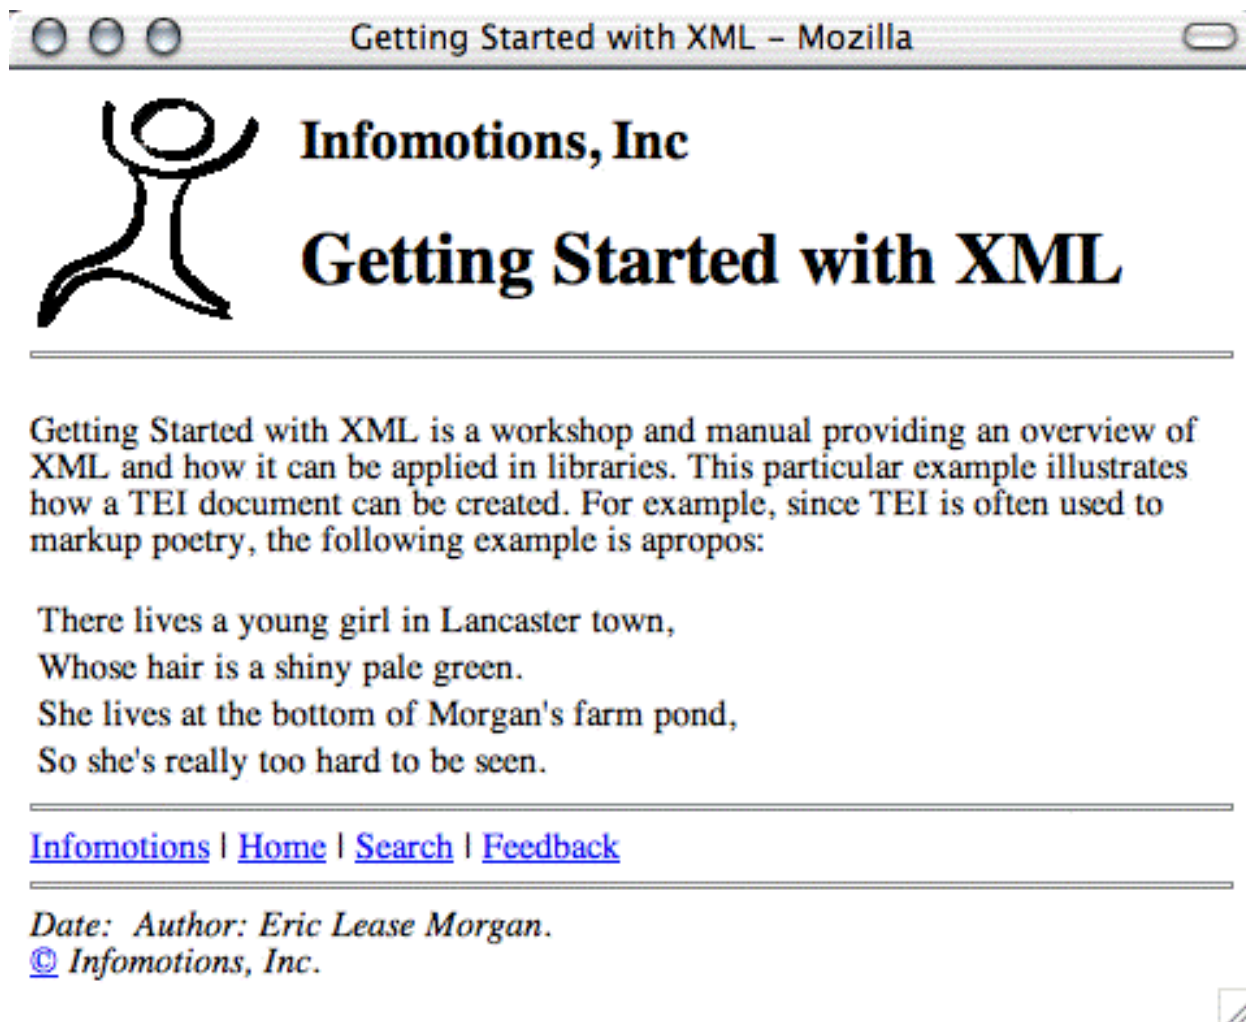 Getting Started with XML – Mozilla
Infomotions, Inc
Getting Started with XML
Getting Started with XML is a workshop and manual providing an overview of
XML and how it can be applied in libraries. This particular example illustrates
how a TEI document can be created. For example, since TEI is often used to
markup poetry, the following example is apropos:
There lives a young girl in Lancaster town,
Whose hair is a shiny pale green.
She lives at the bottom of Morgan's farm pond,
So she's really too hard to be seen.
Infomotions | Home | Search | Feedback
Date:  Author: Eric Lease Morgan.
© Infomotions, Inc.